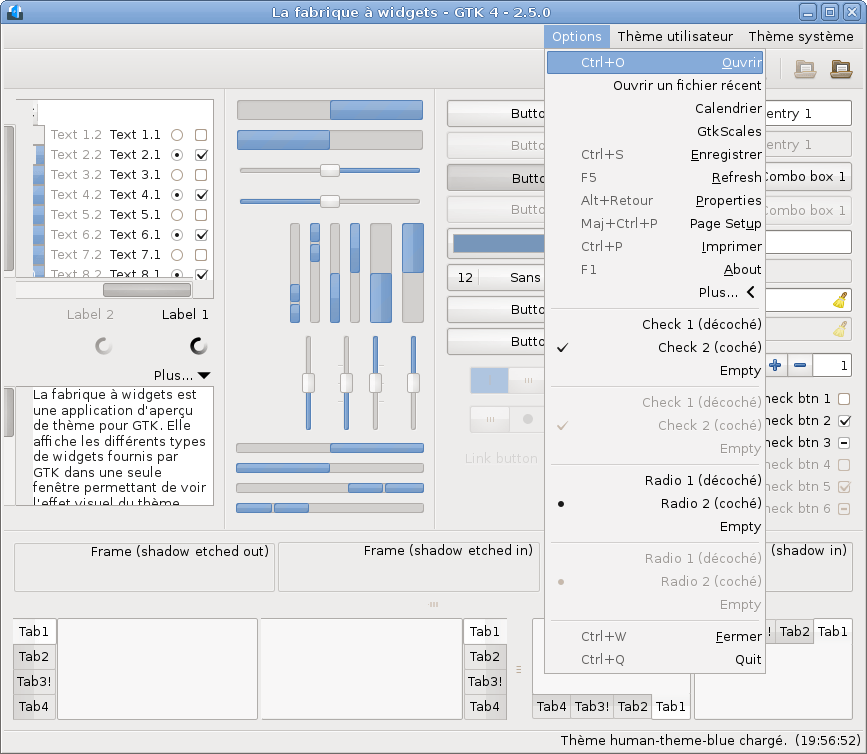 La fabrique à widgets - GTK 4 - 2.5.0
Options Thème utilisateur Thème système
Ctrl+O Ouvrir
Ouvrir un fichier récent
Calendrier
GtkScales
Ctrl+S Enregistrer
F5 Refresh
Alt+Retour Properties
Maj+Ctrl+P Page Setup
Ctrl+P Imprimer
F1 About
Plus...
Check 1 (décoché)
Check 2 (coché)
Empty
Check 1 (décoché)
Check 2 (coché)
Empty
Radio 1 (décoché)
Radio 2 (coché)
Empty
Radio 1 (décoché)
Radio 2 (coché)
Empty
Ctrl+W Fermer
Ctrl+Q Quit
Text 1.2 Text 1.1
Text 2.2 Text 2.1
Text 3.2 Text 3.1
Text 4.2 Text 4.1
Text 5.2 Text 5.1
Text 6.2 Text 6.1
Text 7.2 Text 7.1
Text 8.2 Text 8.1
Label 2 Label 1
Plus...
La fabrique à widgets est
une application d'aperçu
de thème pour GTK. Elle
affiche les différents types
de widgets fournis par
GTK dans une seule
fenêtre permettant de voir
l'effet visuel du thème
Butto
Butto
Butto
Butto
12 Sans
Butto
Butto
Link button
entry 1
entry 1
Combo box 1
ombo box 1
1
heck btn 1
heck btn 2
heck btn 3
heck btn 4
heck btn 5
heck btn 6
Frame (shadow etched out)
Frame (shadow etched in)
(shadow in)
Tab1
Tab2
Tab3!
Tab4
Tab1
Tab2
Tab3!
Tab4
Tab4 Tab3! Tab2 Tab1
! Tab2 Tab1
Thème human-theme-blue chargé. (19:56:52)